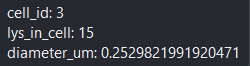 cell_id: 3
lys_in_cell: 15
diameter_um: 0.2529821991920471